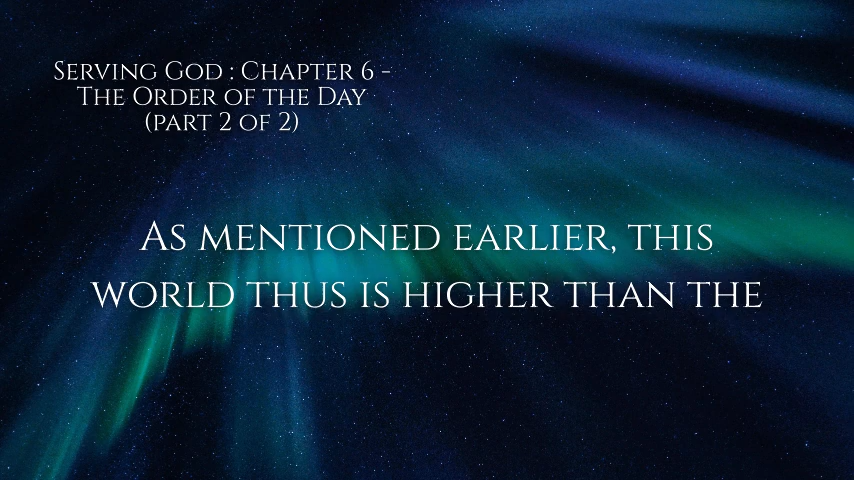 Serving God : Chapter 6 -
The Order of the Day
(part 2 of 2)
As mentioned earlier, this
world thus is higher than the